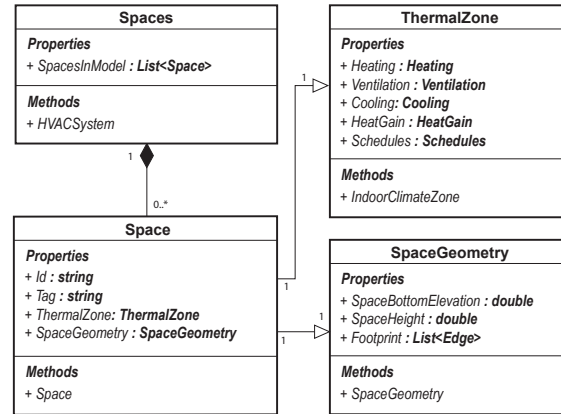 Spaces
Properties
+ SpacesInModel : List<Space>
Methods
+ HVACSystem
1
0..*
Space
Properties
+ Id : string
+ Tag : string
+ ThermalZone: ThermalZone
+ SpaceGeometry : SpaceGeometry
Methods
+ Space
1
1
ThermalZone
Properties
+ Heating : Heating
+ Ventilation : Ventilation
+ Cooling: Cooling
+ HeatGain : HeatGain
+ Schedules : Schedules
Methods
+ IndoorClimateZone
1
1
SpaceGeometry
Properties
+ SpaceBottomElevation : double
+ SpaceHeight : double
+ Footprint : List<Edge>
Methods
+ SpaceGeometry